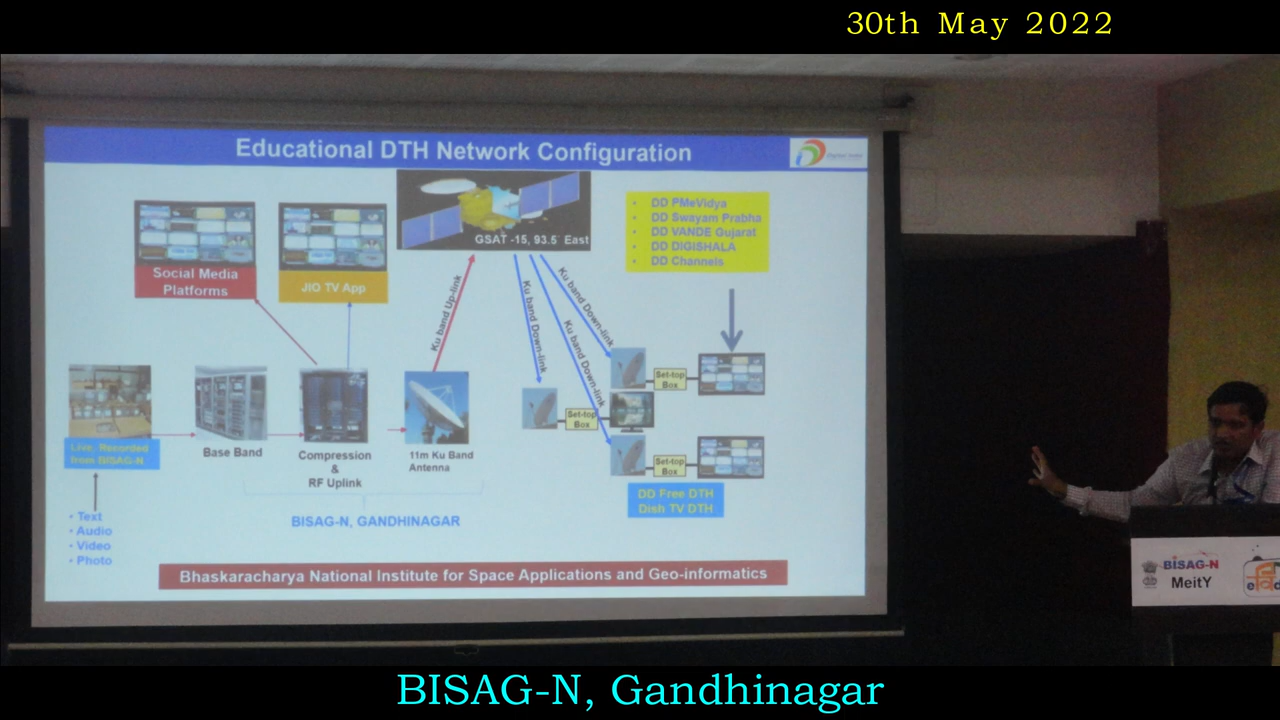 30th May 2022
Educational DTH Network Configuration
GSAT -15, 93.5 East
• DD PMeVidya
• DD Swayam Prabha
• DD VANDE Gujarat
• DD DIGISHALA
• DD Channels
Social Media
Platforms
JIO TV App
Ku band Up-link
Ku band Down-link
Ku band Down-link
Ku band Down-link
Set-top
Box
Set-top
Box
Set-top
Box
Live, Recorded
from BISAG-N
Base Band
Compression
&
RF Uplink
11m Ku Band
Antenna
DD Free DTH
Dish TV DTH
• Text
• Audio
• Video
• Photo
BISAG-N, GANDHINAGAR
Bhaskaracharya National Institute for Space Applications and Geo-informatics
BISAG-N
MeitY
BISAG-N, Gandhinagar